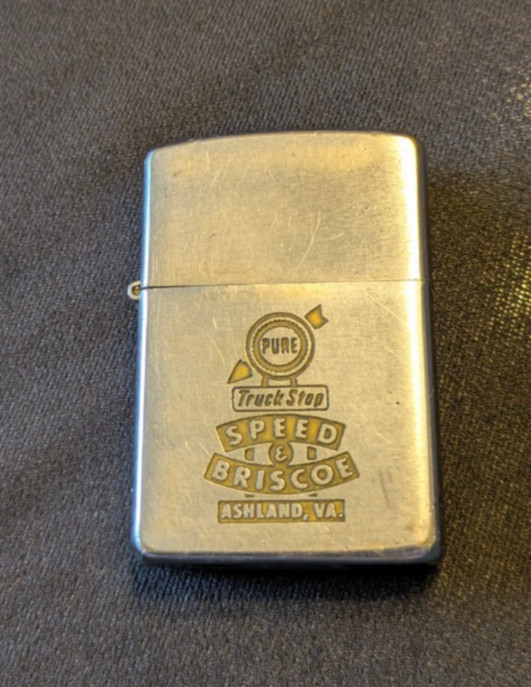 PURE
Truck Stop
SPEED
&
BRISCOE
ASHLAND, VA.